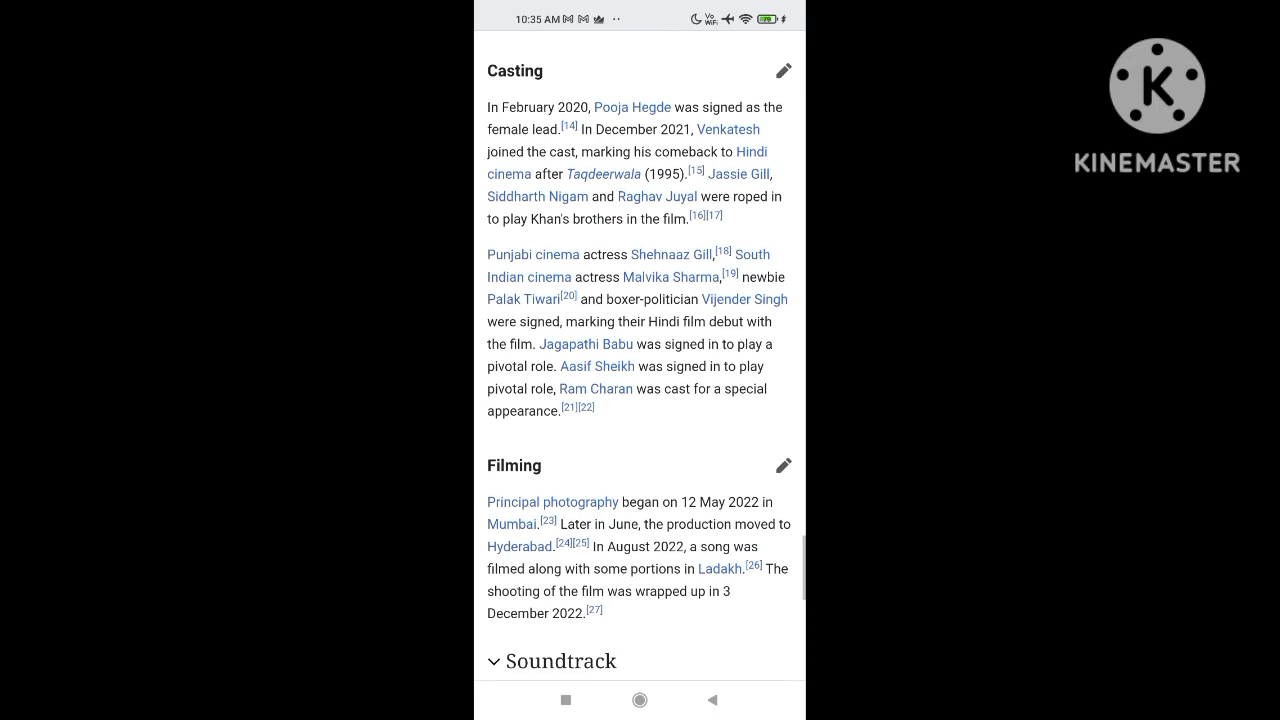 10:35 AM
Vo
WiFi
79
Casting
In February 2020, Pooja Hegde was signed as the
female lead.[14] In December 2021, Venkatesh
joined the cast, marking his comeback to Hindi
cinema after Taqdeerwala (1995).[15] Jassie Gill,
Siddharth Nigam and Raghav Juyal were roped in
to play Khan's brothers in the film.[16][17]
Punjabi cinema actress Shehnaaz Gill,[18] South
Indian cinema actress Malvika Sharma,[19] newbie
Palak Tiwari[20] and boxer-politician Vijender Singh
were signed, marking their Hindi film debut with
the film. Jagapathi Babu was signed in to play a
pivotal role. Aasif Sheikh was signed in to play
pivotal role, Ram Charan was cast for a special
appearance.[21][22]
Filming
Principal photography began on 12 May 2022 in
Mumbai.[23] Later in June, the production moved to
Hyderabad.[24][25] In August 2022, a song was
filmed along with some portions in Ladakh.[26] The
shooting of the film was wrapped up in 3
December 2022.[27]
Soundtrack
K
KINEMASTER